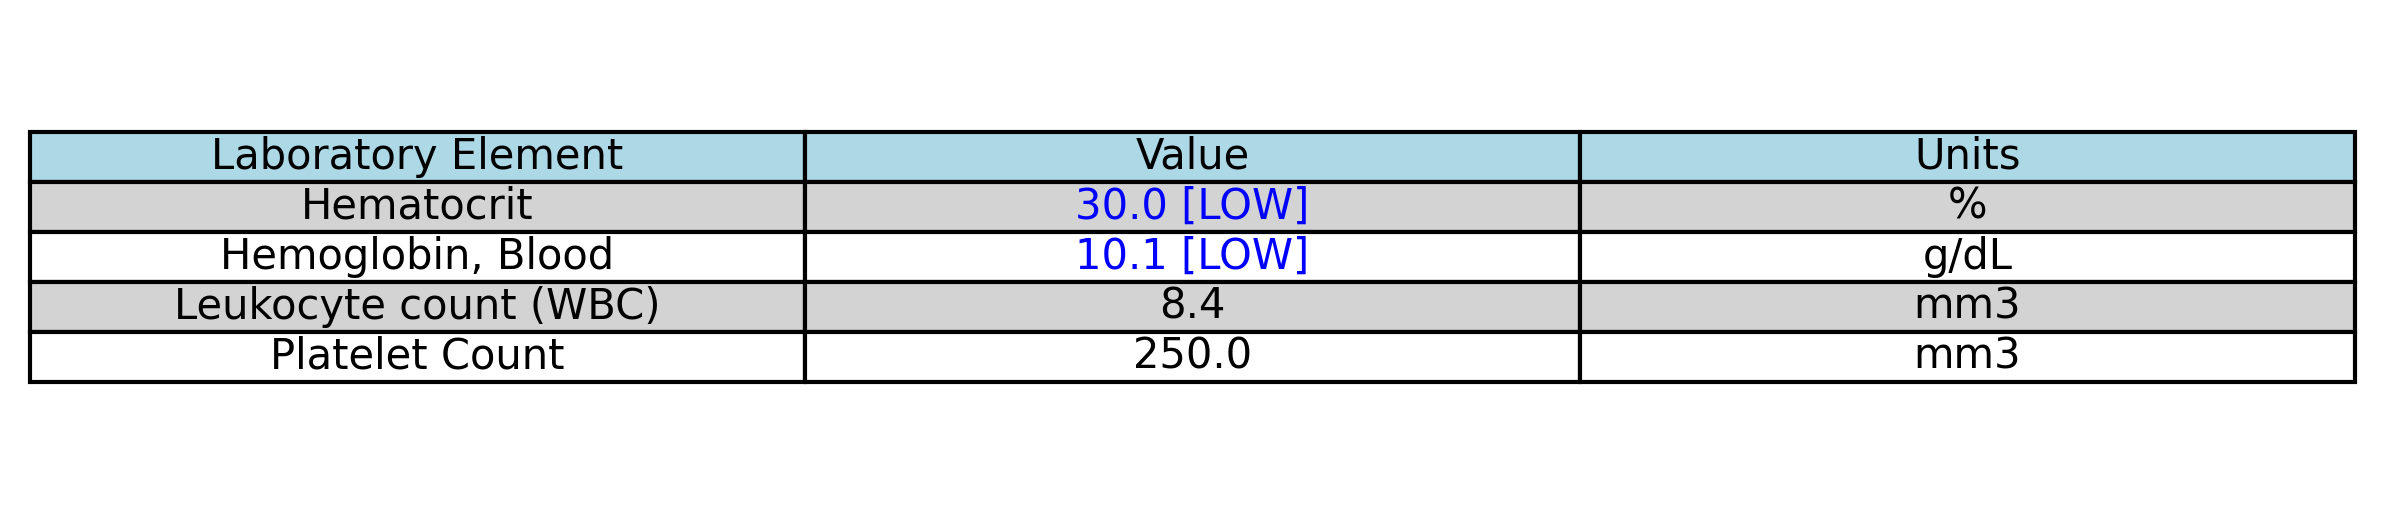 Laboratory Element Value Units
Hematocrit 30.0 [LOW] %
Hemoglobin, Blood 10.1 [LOW] g/dL
Leukocyte count (WBC) 8.4 mm3
Platelet Count 250.0 mm3